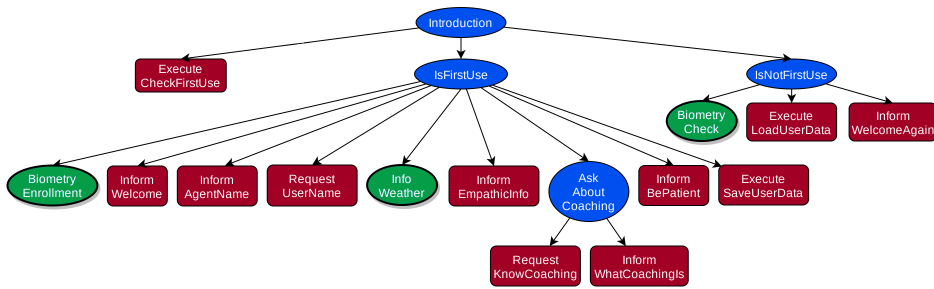 Introduction
Execute
CheckFirstUse
IsFirstUse
IsNotFirstUse
Biometry
Check
Execute
LoadUserData
Inform
WelcomeAgain
Biometry
Enrollment
Inform
Welcome
Inform
AgentName
Request
UserName
Info
Weather
Inform
EmpathicInfo
Ask
About
Coaching
Inform
BePatient
Execute
SaveUserData
Request
KnowCoaching
Inform
WhatCoachingIs